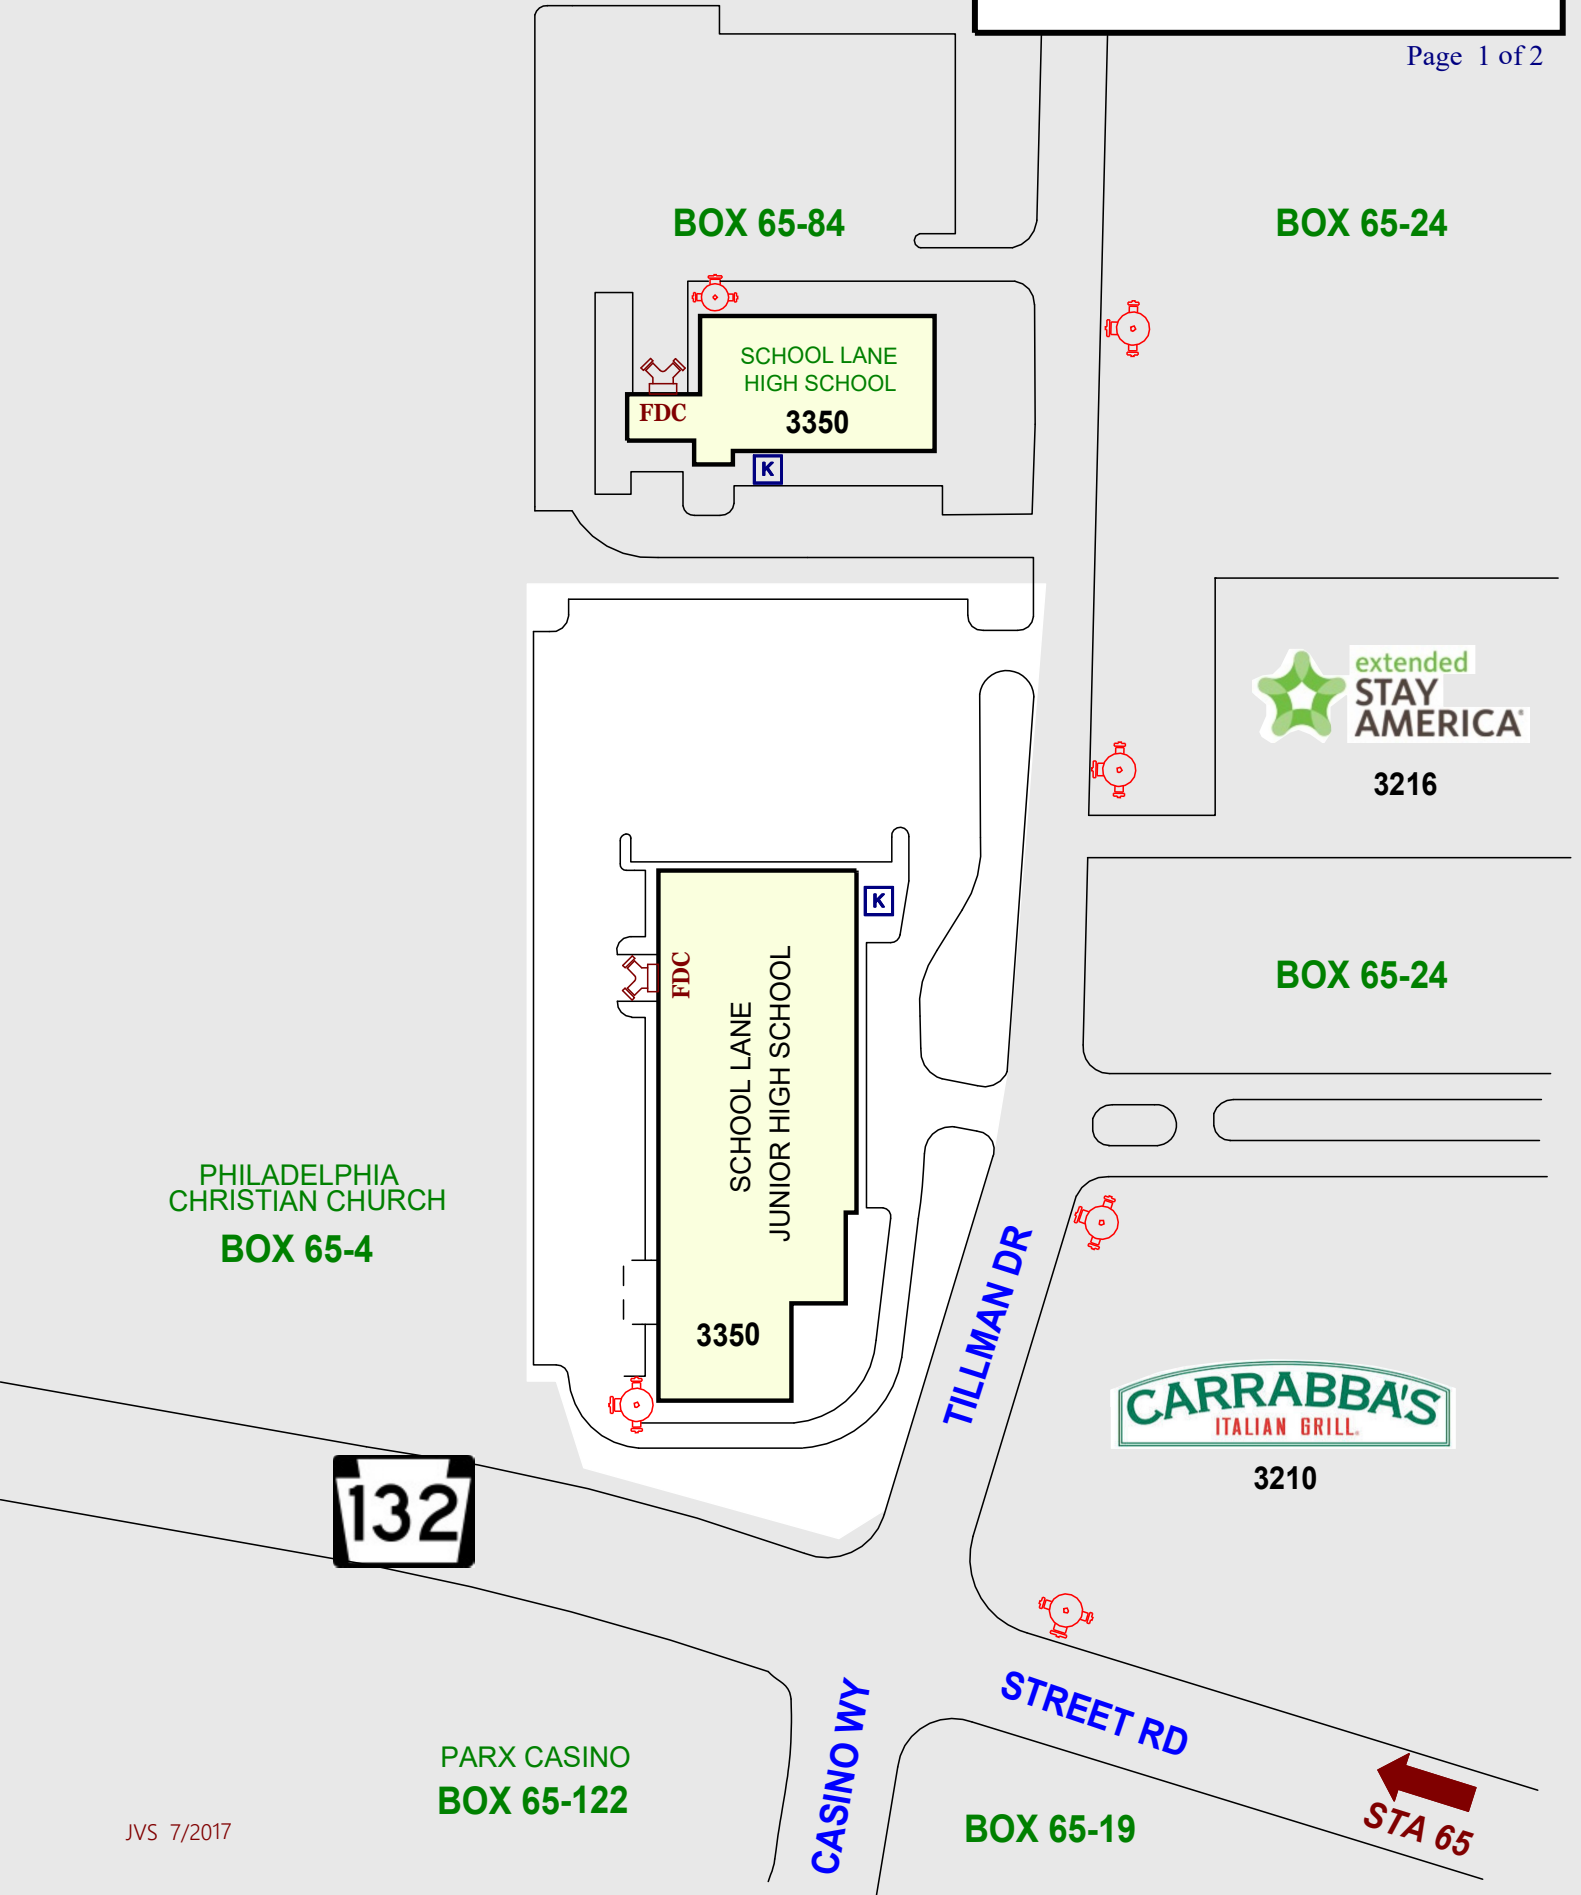 Page 1 of 2
BOX 65-84
BOX 65-24
SCHOOL LANE
HIGH SCHOOL
3350
FDC
K
extended
STAY
AMERICA
3216
K
FDC
SCHOOL LANE
JUNIOR HIGH SCHOOL
3350
BOX 65-24
PHILADELPHIA
CHRISTIAN CHURCH
BOX 65-4
TILLMAN DR
CARRABBA'S
ITALIAN GRILL.
3210
132
STREET RD
CASINO WY
PARX CASINO
BOX 65-122
BOX 65-19
STA 65
JVS 7/2017